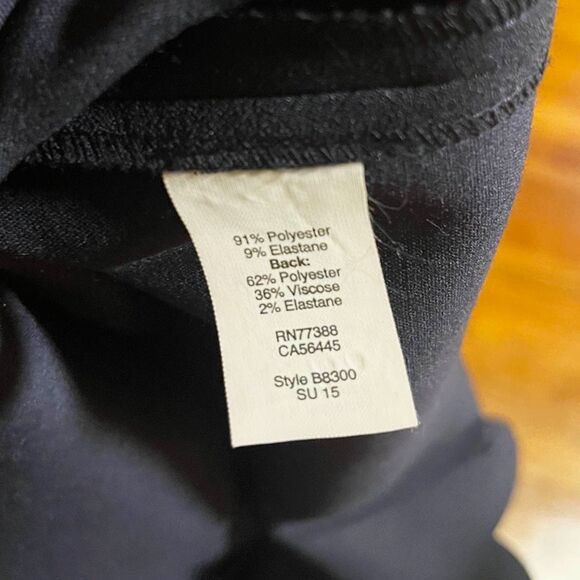 91% Polyester
9% Elastane
Back:
62% Polyester
36% Viscose
2% Elastane
RN77388
CA56445
Style B8300
SU 15